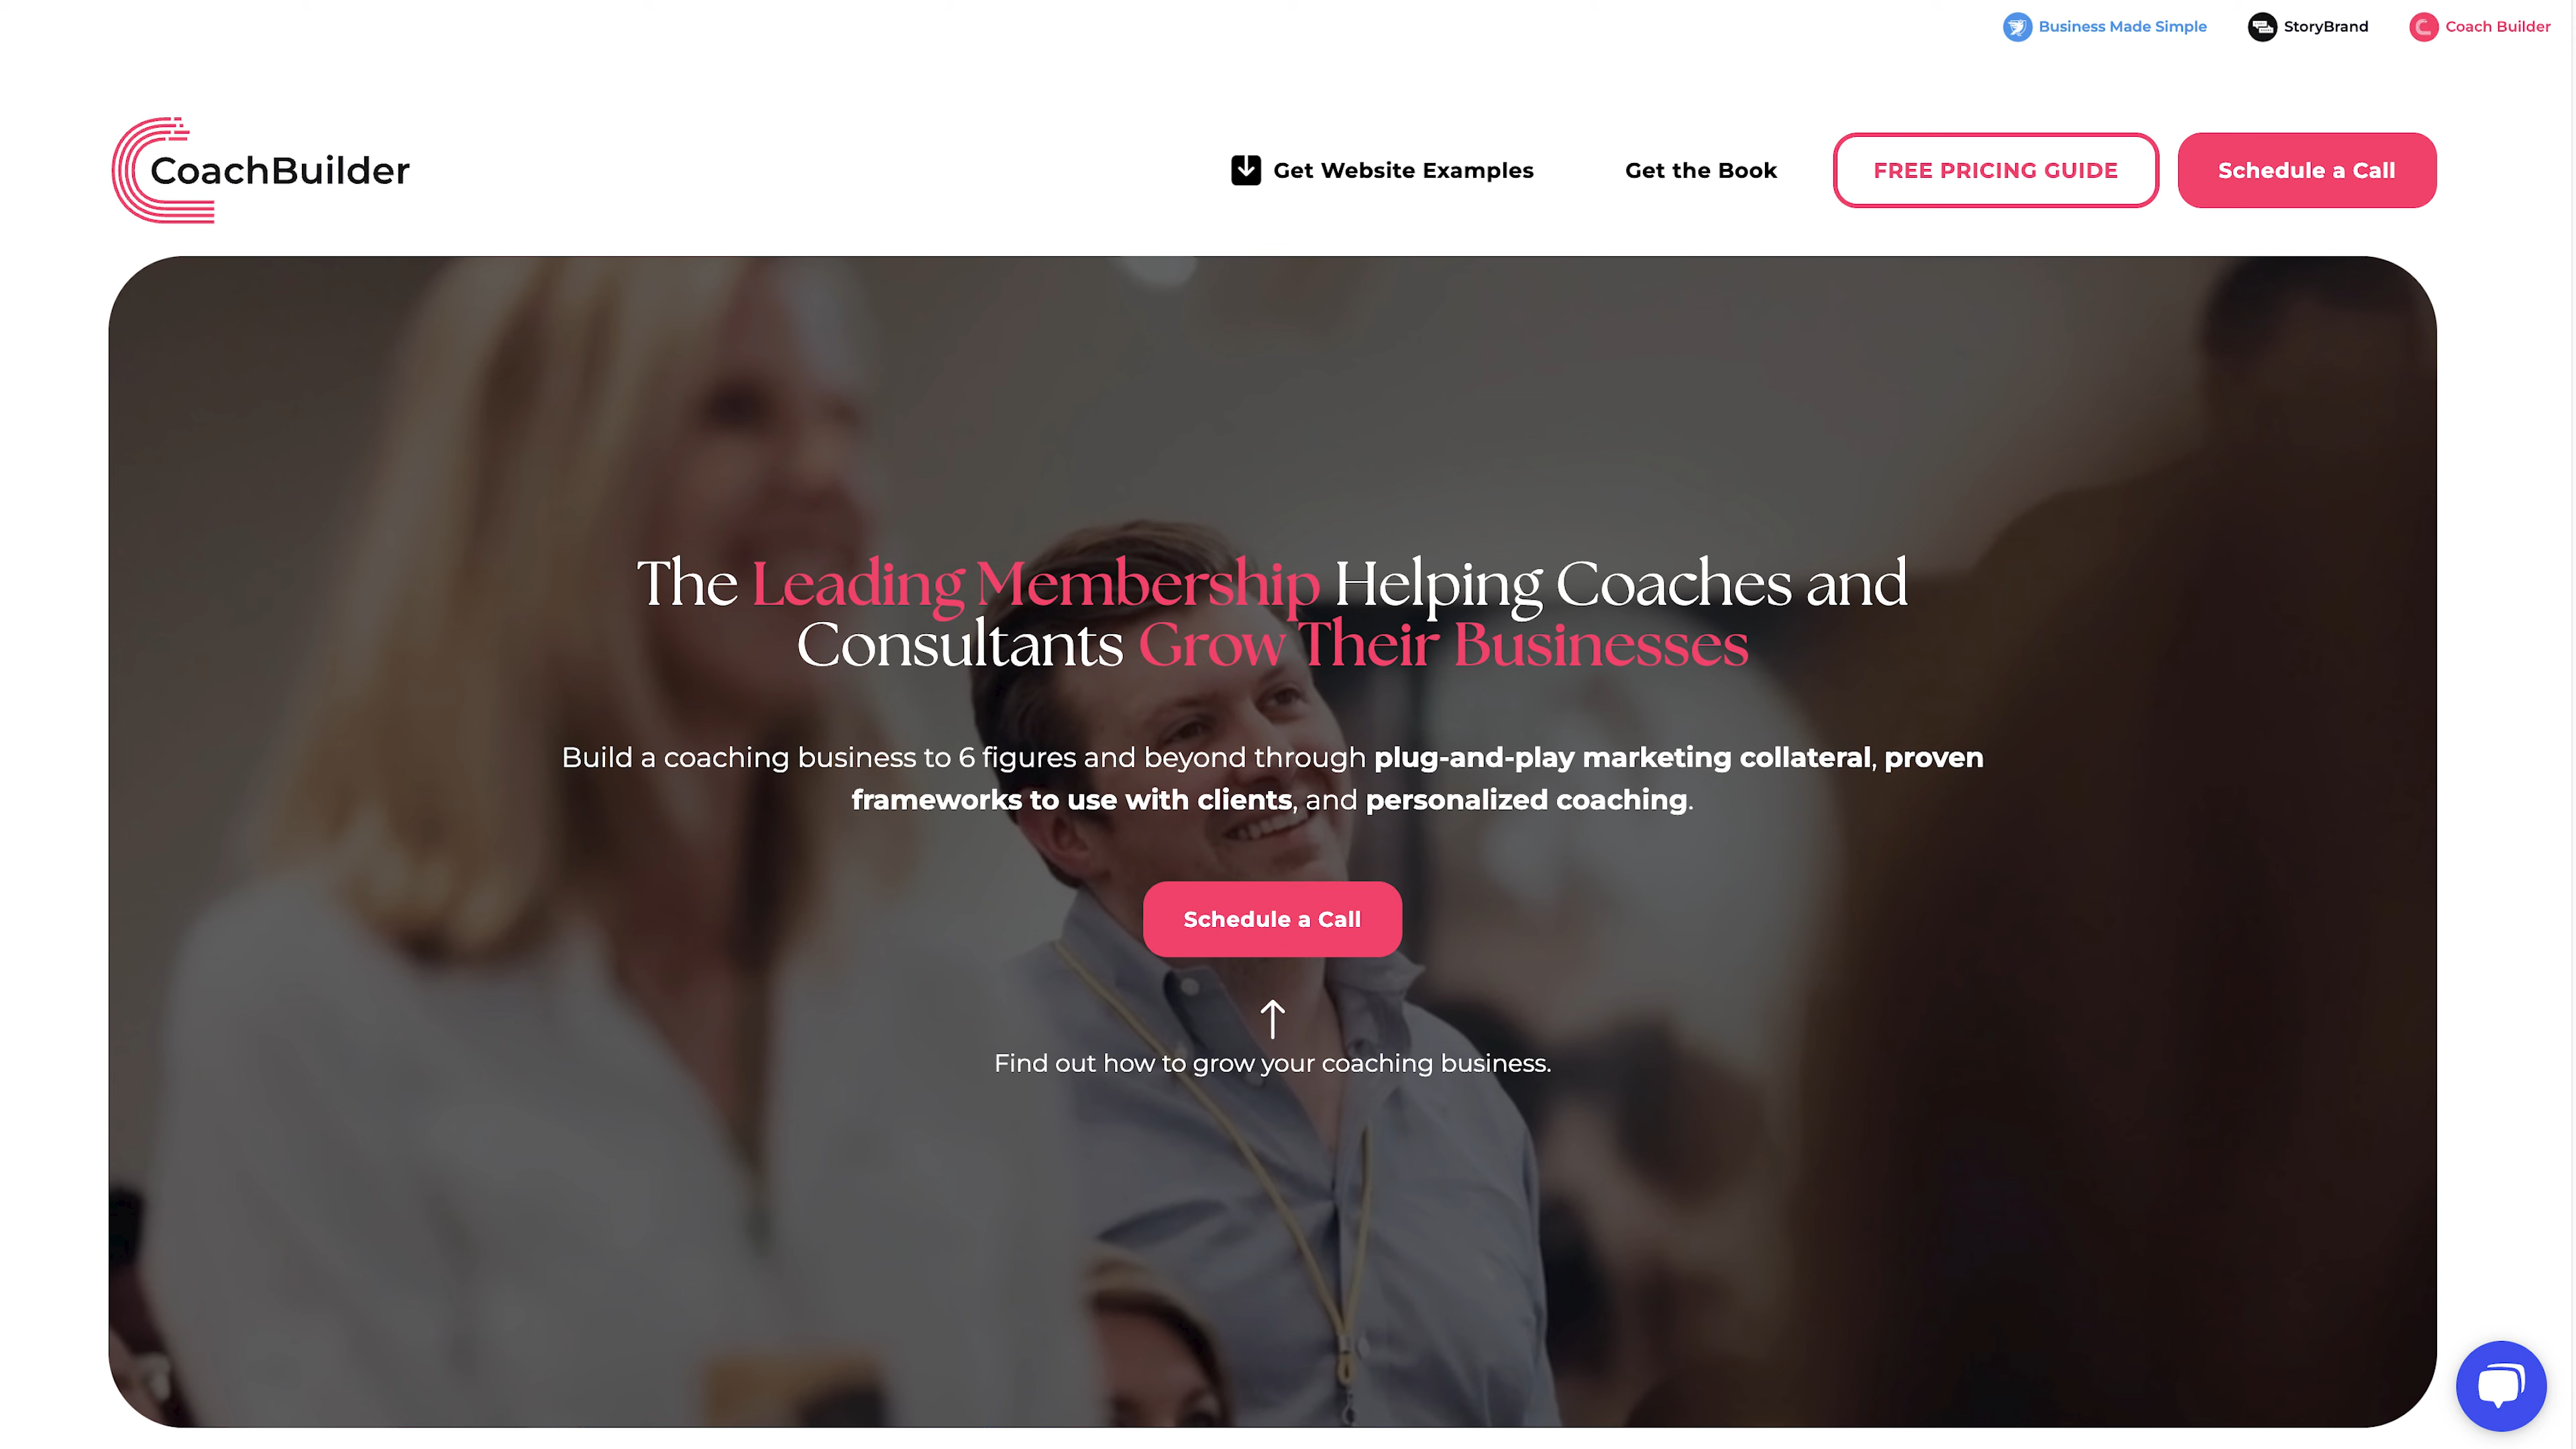 Business Made Simple
StoryBrand
Coach Builder
CoachBuilder
Get Website Examples
Get the Book
FREE PRICING GUIDE
Schedule a Call
The Leading Membership Helping Coaches and
Consultants Grow Their Businesses
Build a coaching business to 6 figures and beyond through plug-and-play marketing collateral, proven
frameworks to use with clients, and personalized coaching.
Schedule a Call
Find out how to grow your coaching business.